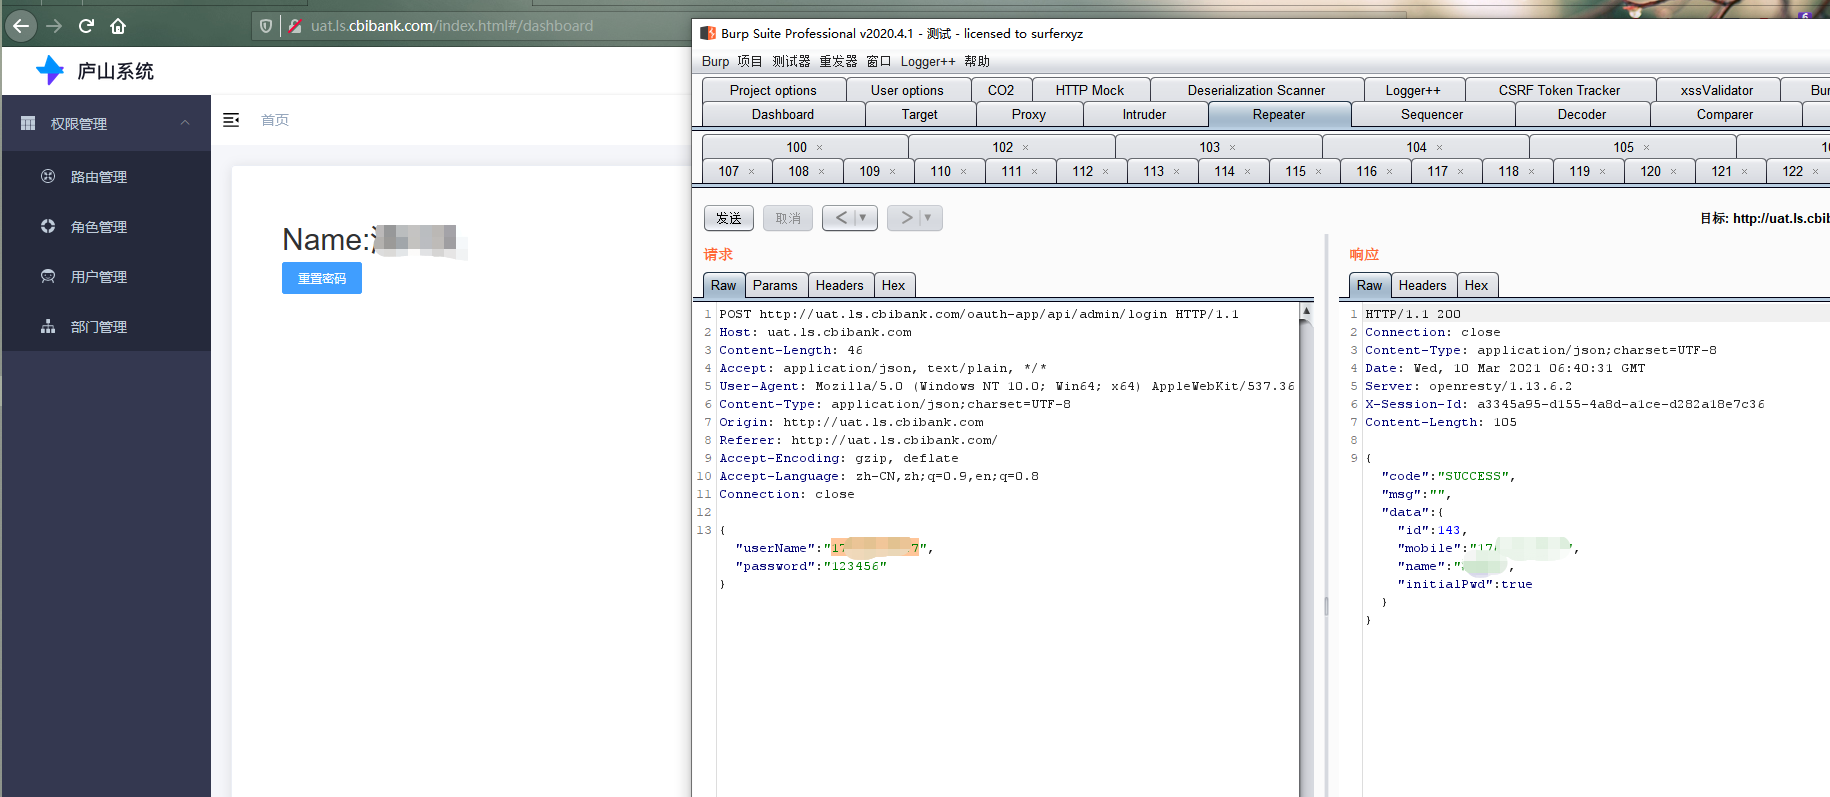 uat.ls.cbibank.com/index.html#/dashboard
庐山系统
权限管理
路由管理
角色管理
用户管理
部门管理
首页
Name:
重置密码
Burp Suite Professional v2020.4.1 - 测试 - licensed to surferxyz
Burp 项目 测试器 重发器 窗口 Logger++ 帮助
Project options User options CO2 HTTP Mock Deserialization Scanner Logger++ CSRF Token Tracker xssValidator
Dashboard Target Proxy Intruder Repeater Sequencer Decoder Comparer
100 × 102 × 103 × 104 × 105 ×
107 × 108 × 109 × 110 × 111 × 112 × 113 × 114 × 115 × 116 × 117 × 118 × 119 × 120 × 121 × 122 ×
发送 取消 < > 目标: http://uat.ls.cbib
请求
Raw Params Headers Hex
1 POST http://uat.ls.cbibank.com/oauth-app/api/admin/login HTTP/1.1
2 Host: uat.ls.cbibank.com
3 Content-Length: 46
4 Accept: application/json, text/plain, */*
5 User-Agent: Mozilla/5.0 (Windows NT 10.0; Win64; x64) AppleWebKit/537.36
6 Content-Type: application/json;charset=UTF-8
7 Origin: http://uat.ls.cbibank.com
8 Referer: http://uat.ls.cbibank.com/
9 Accept-Encoding: gzip, deflate
10 Accept-Language: zh-CN,zh;q=0.9,en;q=0.8
11 Connection: close
12
13 {
"userName":"17 7",
"password":"123456"
}
响应
Raw Headers Hex
1 HTTP/1.1 200
2 Connection: close
3 Content-Type: application/json;charset=UTF-8
4 Date: Wed, 10 Mar 2021 06:40:31 GMT
5 Server: openresty/1.13.6.2
6 X-Session-Id: a3345a95-d155-4a8d-a1ce-d282a18e7c36
7 Content-Length: 105
8
9 {
"code":"SUCCESS",
"msg":"",
"data":{
"id":143,
"mobile":"17 ",
"name":" ,
"initialPwd":true
}
}